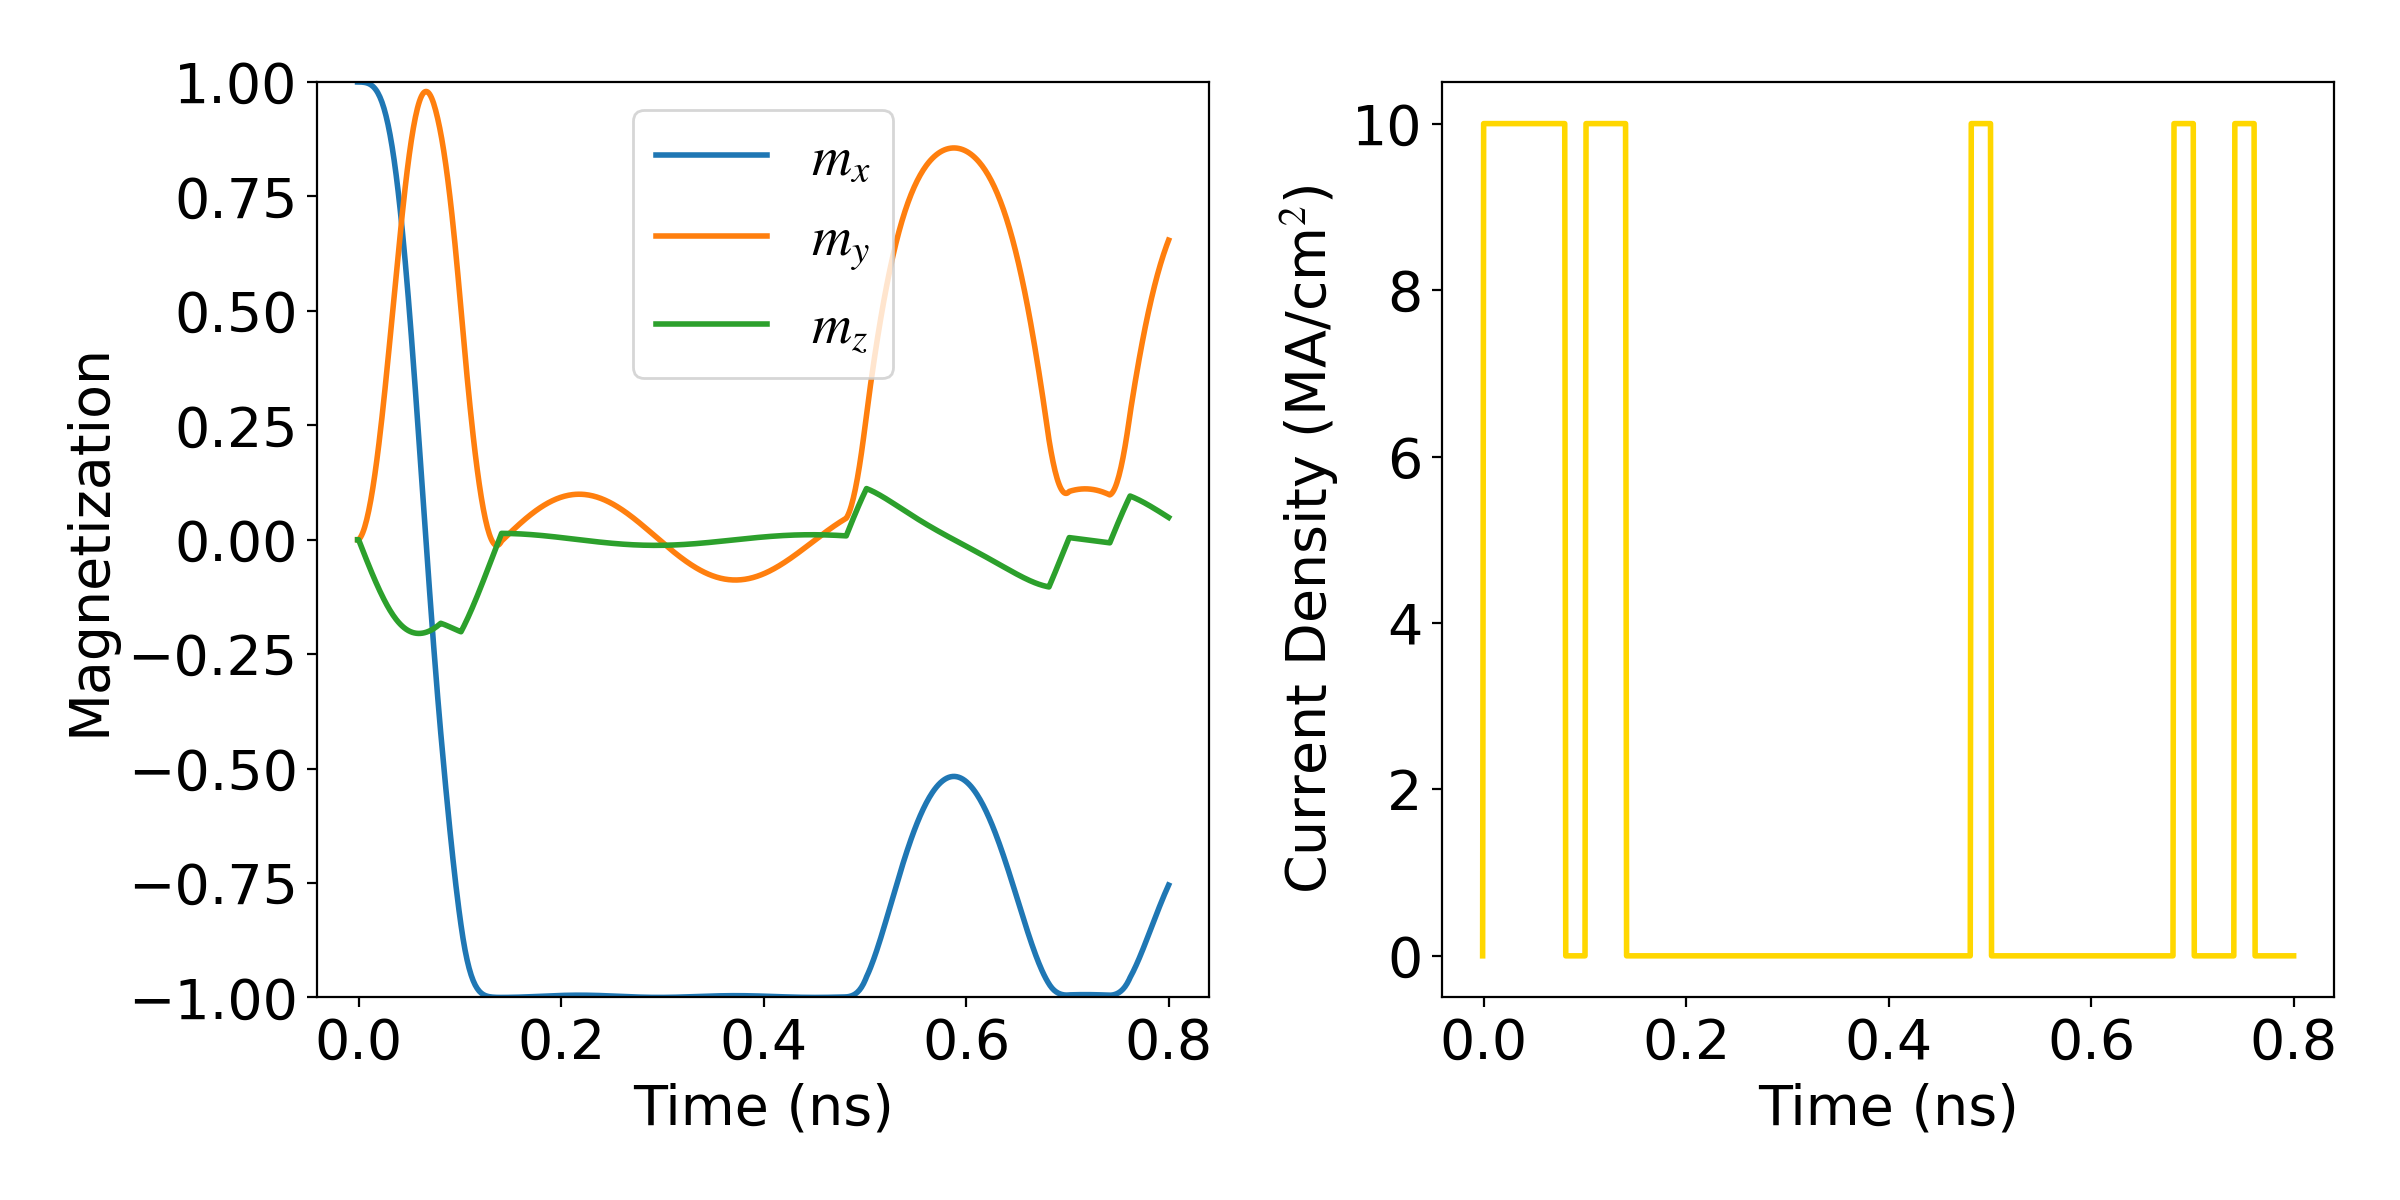 1.00
0.75
0.50
0.25
0.00
−0.25
−0.50
−0.75
−1.00
Magnetization
0.0 0.2 0.4 0.6 0.8
Time (ns)
m_x
m_y
m_z
10
8
6
4
2
0
Current Density (MA/cm²)
0.0 0.2 0.4 0.6 0.8
Time (ns)